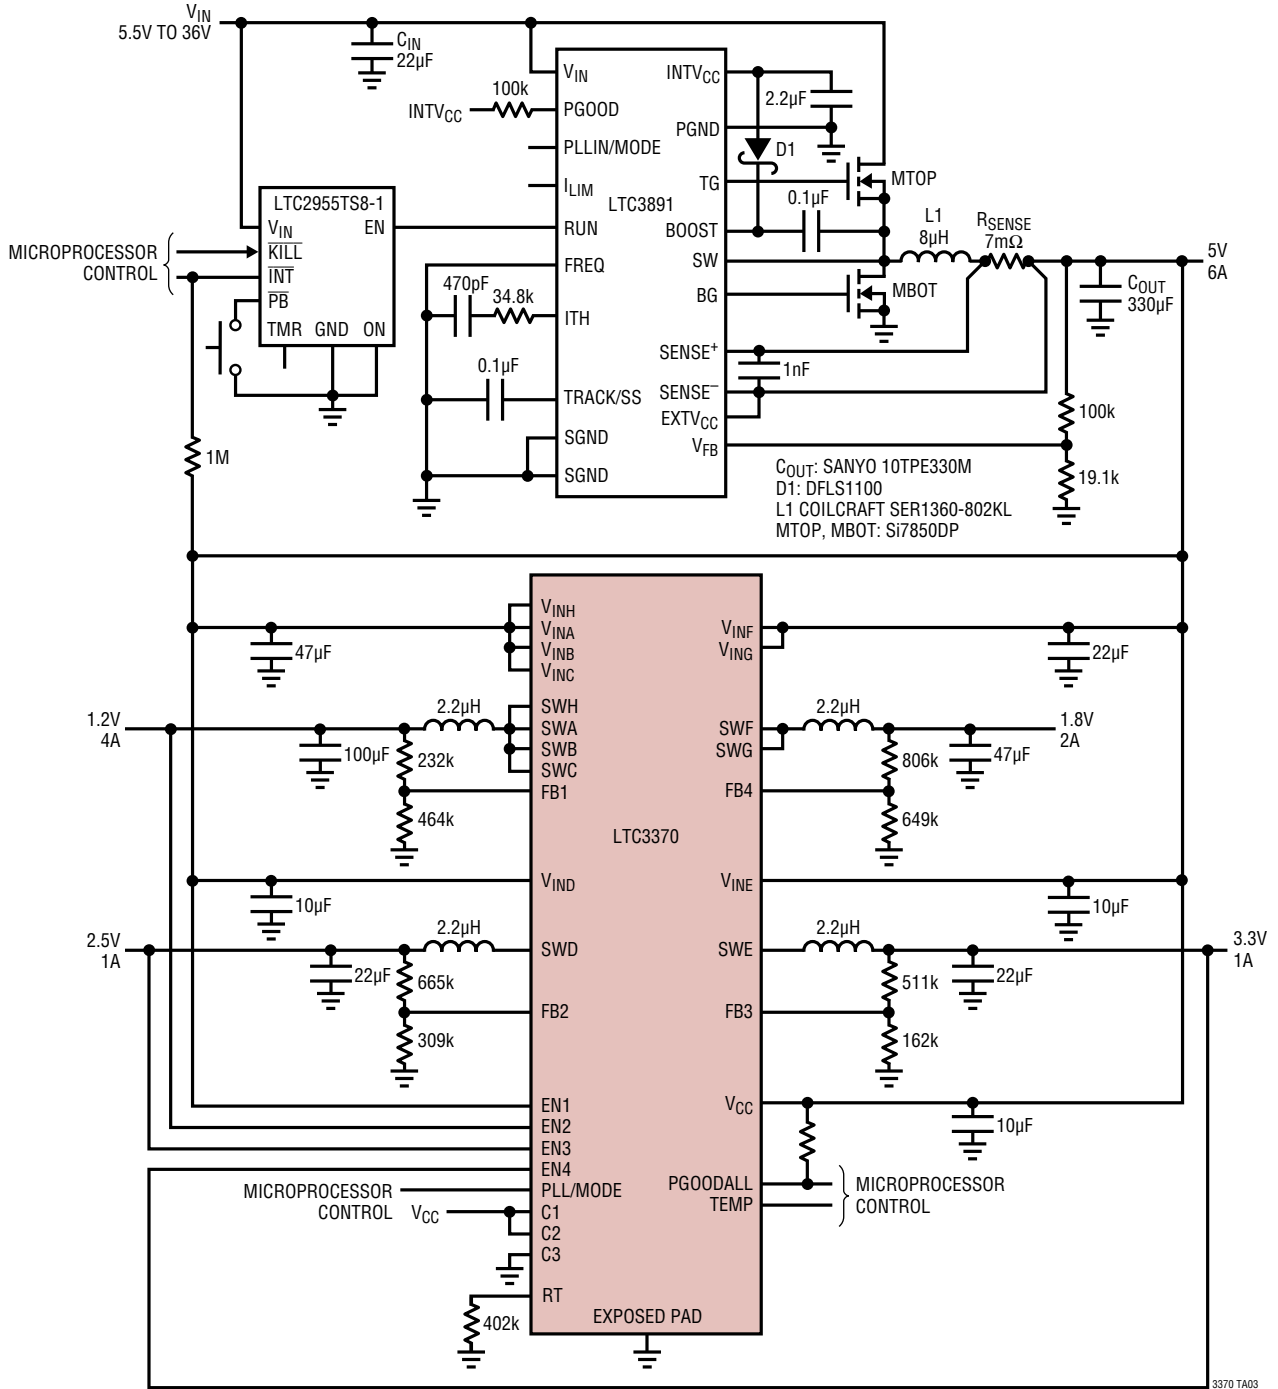 VIN
5.5V TO 36V
CIN
22µF
INTVCC
100k
VIN
PGOOD
PLLIN/MODE
ILIM
RUN
FREQ
ITH
TRACK/SS
SGND
SGND
LTC3891
INTVCC
PGND
TG
BOOST
SW
BG
SENSE+
SENSE–
EXTVCC
VFB
2.2µF
D1
MTOP
0.1µF
L1
8µH
RSENSE
7mΩ
MBOT
5V
6A
COUT
330µF
1nF
100k
19.1k
LTC2955TS8-1
VIN
EN
KILL
INT
PB
TMR GND ON
MICROPROCESSOR
CONTROL
470pF
34.8k
0.1µF
1M
COUT: SANYO 10TPE330M
D1: DFLS1100
L1 COILCRAFT SER1360-802KL
MTOP, MBOT: Si7850DP
VINH
VINA
VINB
VINC
47µF
VINF
VING
22µF
1.2V
4A
2.2µH
SWH
SWA
SWB
SWC
FB1
100µF
232k
464k
SWF
SWG
FB4
2.2µH
1.8V
2A
806k
47µF
649k
LTC3370
VIND
10µF
VINE
10µF
2.5V
1A
2.2µH
SWD
22µF
665k
FB2
309k
SWE
2.2µH
3.3V
1A
511k
22µF
FB3
162k
EN1
EN2
EN3
EN4
PLL/MODE
C1
C2
C3
RT
MICROPROCESSOR
CONTROL
VCC
402k
EXPOSED PAD
VCC
10µF
PGOODALL
TEMP
MICROPROCESSOR
CONTROL
3370 TA03